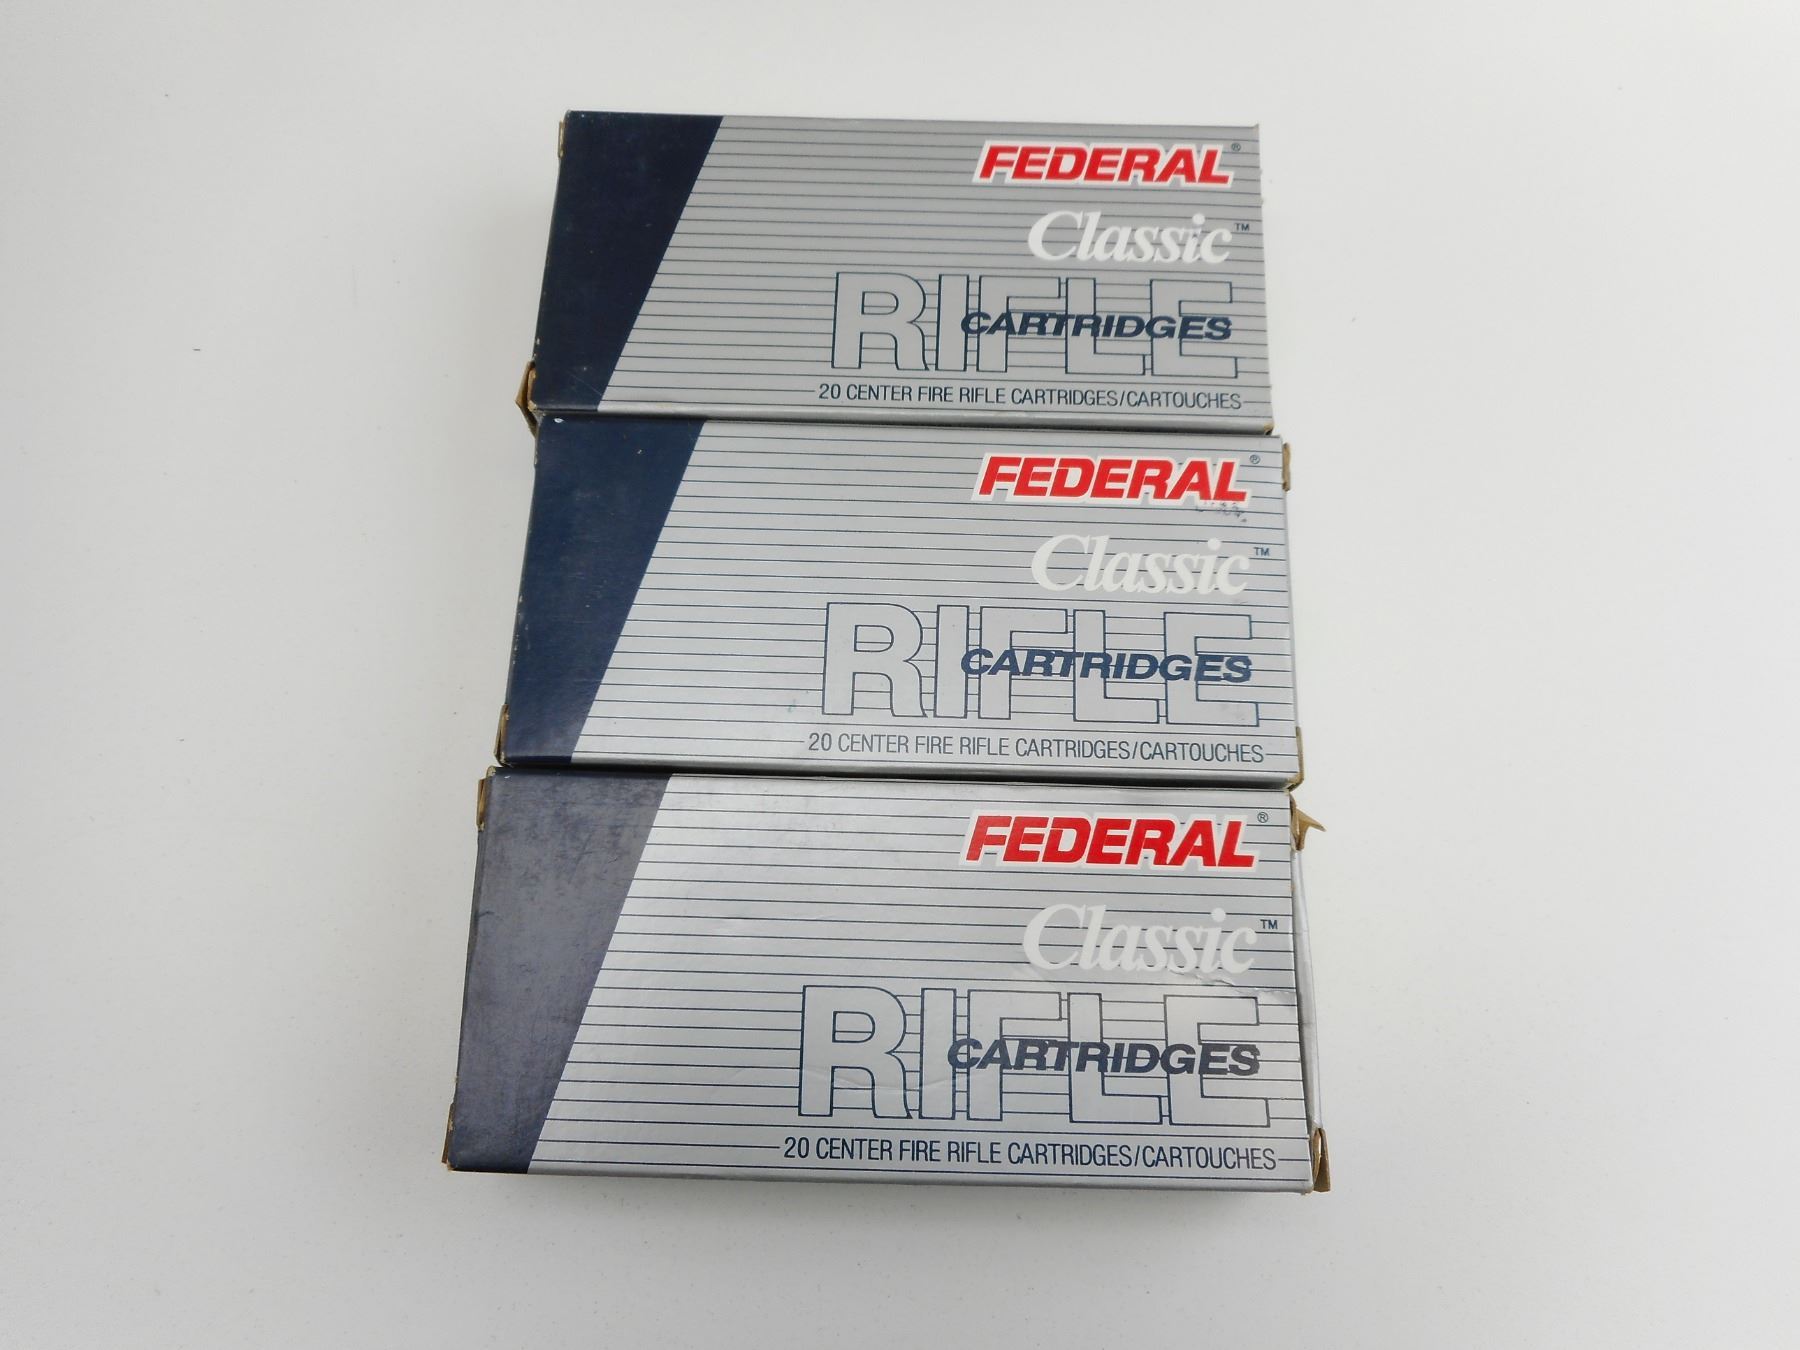 FEDERAL®
Classic™
RIFLE
CARTRIDGES
20 CENTER FIRE RIFLE CARTRIDGES/CARTOUCHES
FEDERAL®
Classic™
RIFLE
CARTRIDGES
20 CENTER FIRE RIFLE CARTRIDGES/CARTOUCHES
FEDERAL®
Classic™
RIFLE
CARTRIDGES
20 CENTER FIRE RIFLE CARTRIDGES/CARTOUCHES